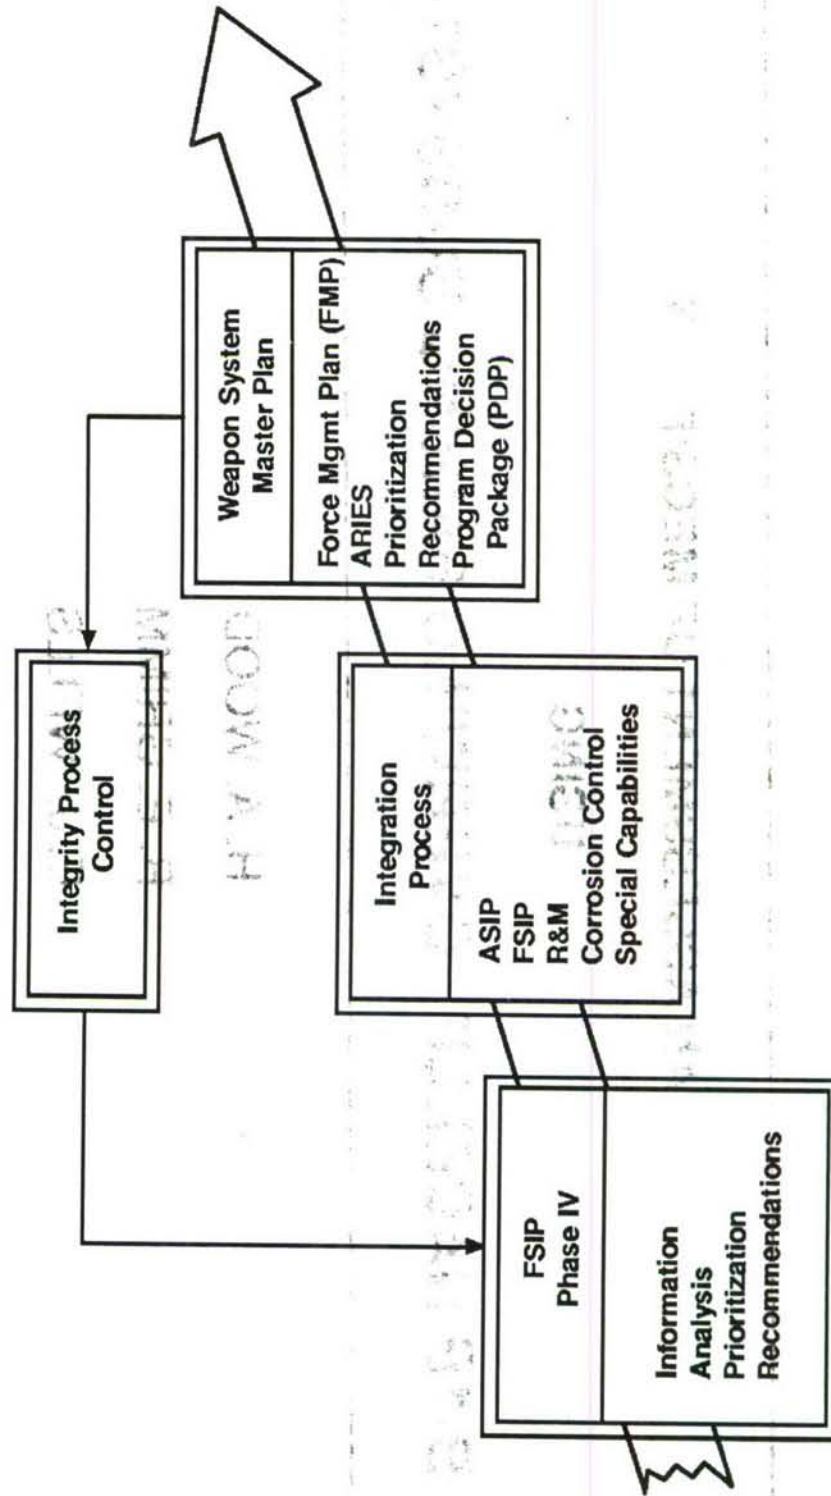 Integrity Process
Control
FSIP
Phase IV
Information
Analysis
Prioritization
Recommendations
Integration
Process
ASIP
FSIP
R&M
Corrosion Control
Special Capabilities
Weapon System
Master Plan
Force Mgmt Plan (FMP)
ARIES
Prioritization
Recommendations
Program Decision
Package (PDP)
H. A. WOOD